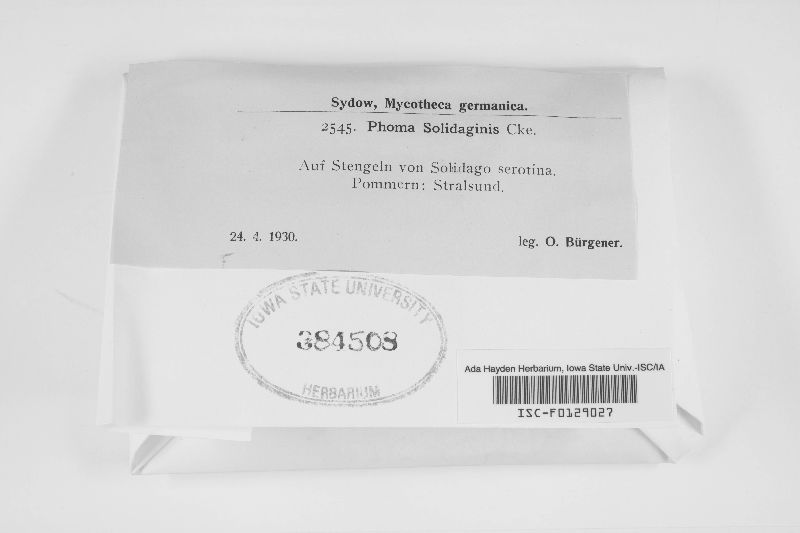 Sydow, Mycotheca germanica.
2545. Phoma Solidaginis Cke.
Auf Stengeln von Solidago serotina.
Pommern: Stralsund.
24. 4. 1930.
leg. O. Bürgener.
IOWA STATE UNIVERSITY
384508
HERBARIUM
Ada Hayden Herbarium, Iowa State Univ.-ISC/IA
ISC-F0129027